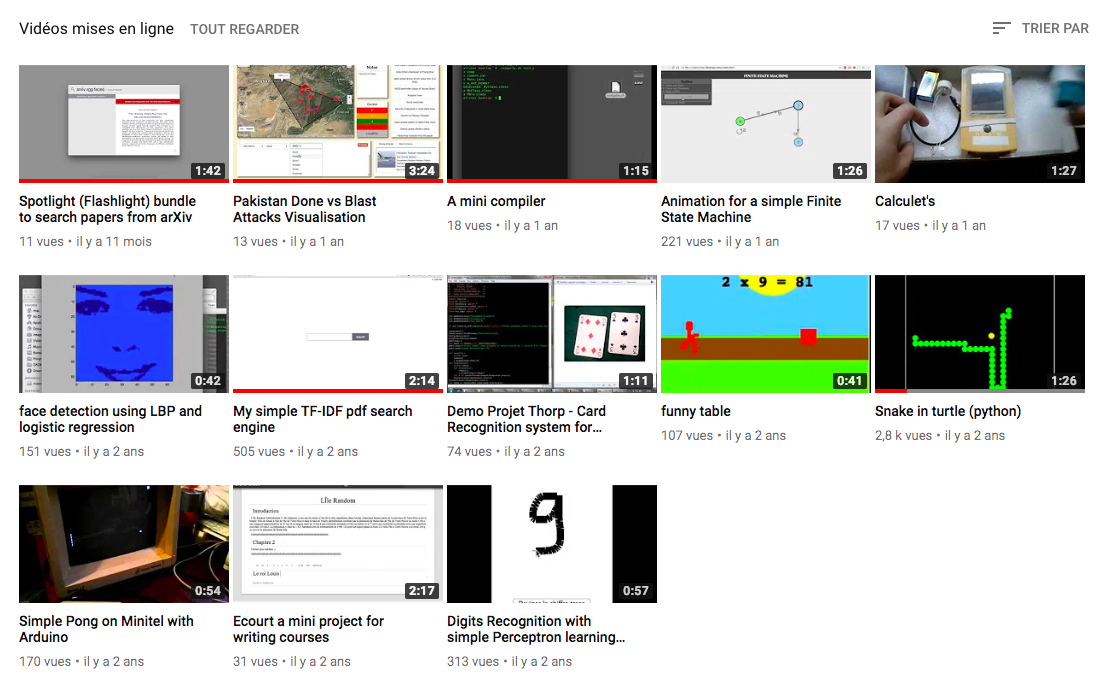 Vidéos mises en ligne TOUT REGARDER TRIER PAR
1:42 3:24 1:15 FINITE STATE MACHINE 1:26 1:27
Spotlight (Flashlight) bundle
to search papers from arXiv
11 vues • il y a 11 mois
Pakistan Done vs Blast
Attacks Visualisation
13 vues • il y a 1 an
A mini compiler
18 vues • il y a 1 an
Animation for a simple Finite
State Machine
221 vues • il y a 1 an
Calculet's
17 vues • il y a 1 an
0:42 2:14 1:11 2 x 9 = 81 0:41 1:26
face detection using LBP and
logistic regression
151 vues • il y a 2 ans
My simple TF-IDF pdf search
engine
505 vues • il y a 2 ans
Demo Projet Thorp - Card
Recognition system for...
74 vues • il y a 2 ans
funny table
107 vues • il y a 2 ans
Snake in turtle (python)
2,8 k vues • il y a 2 ans
0:54
L'Île Random
Introduction
Chapitre 2
Le roi Louis
2:17
9
0:57
Simple Pong on Minitel with
Arduino
170 vues • il y a 2 ans
Ecourt a mini project for
writing courses
31 vues • il y a 2 ans
Digits Recognition with
simple Perceptron learning...
313 vues • il y a 2 ans